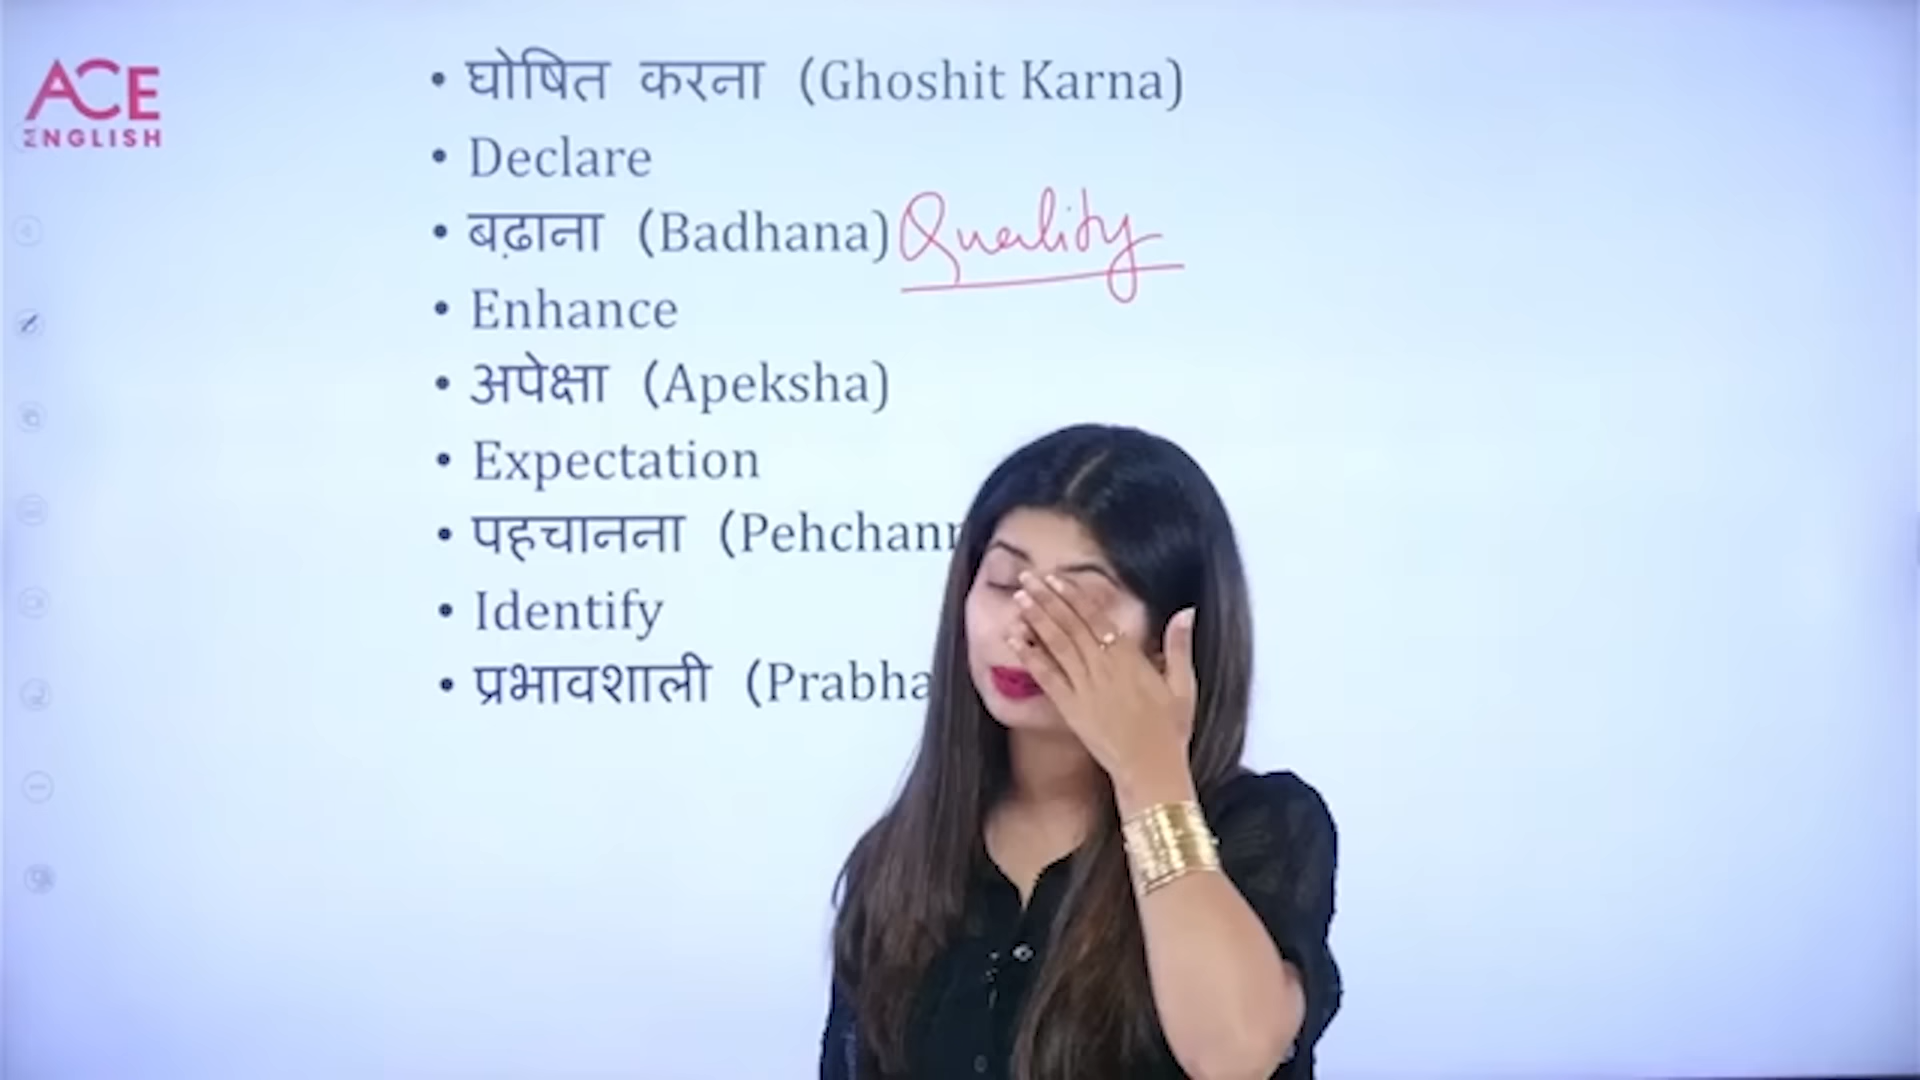 ACE
ENGLISH
• घोषित करना (Ghoshit Karna)
• Declare
• बढ़ाना (Badhana) Quality
• Enhance
• अपेक्षा (Apeksha)
• Expectation
• पहचानना
• Identify
• प्रभावशाली